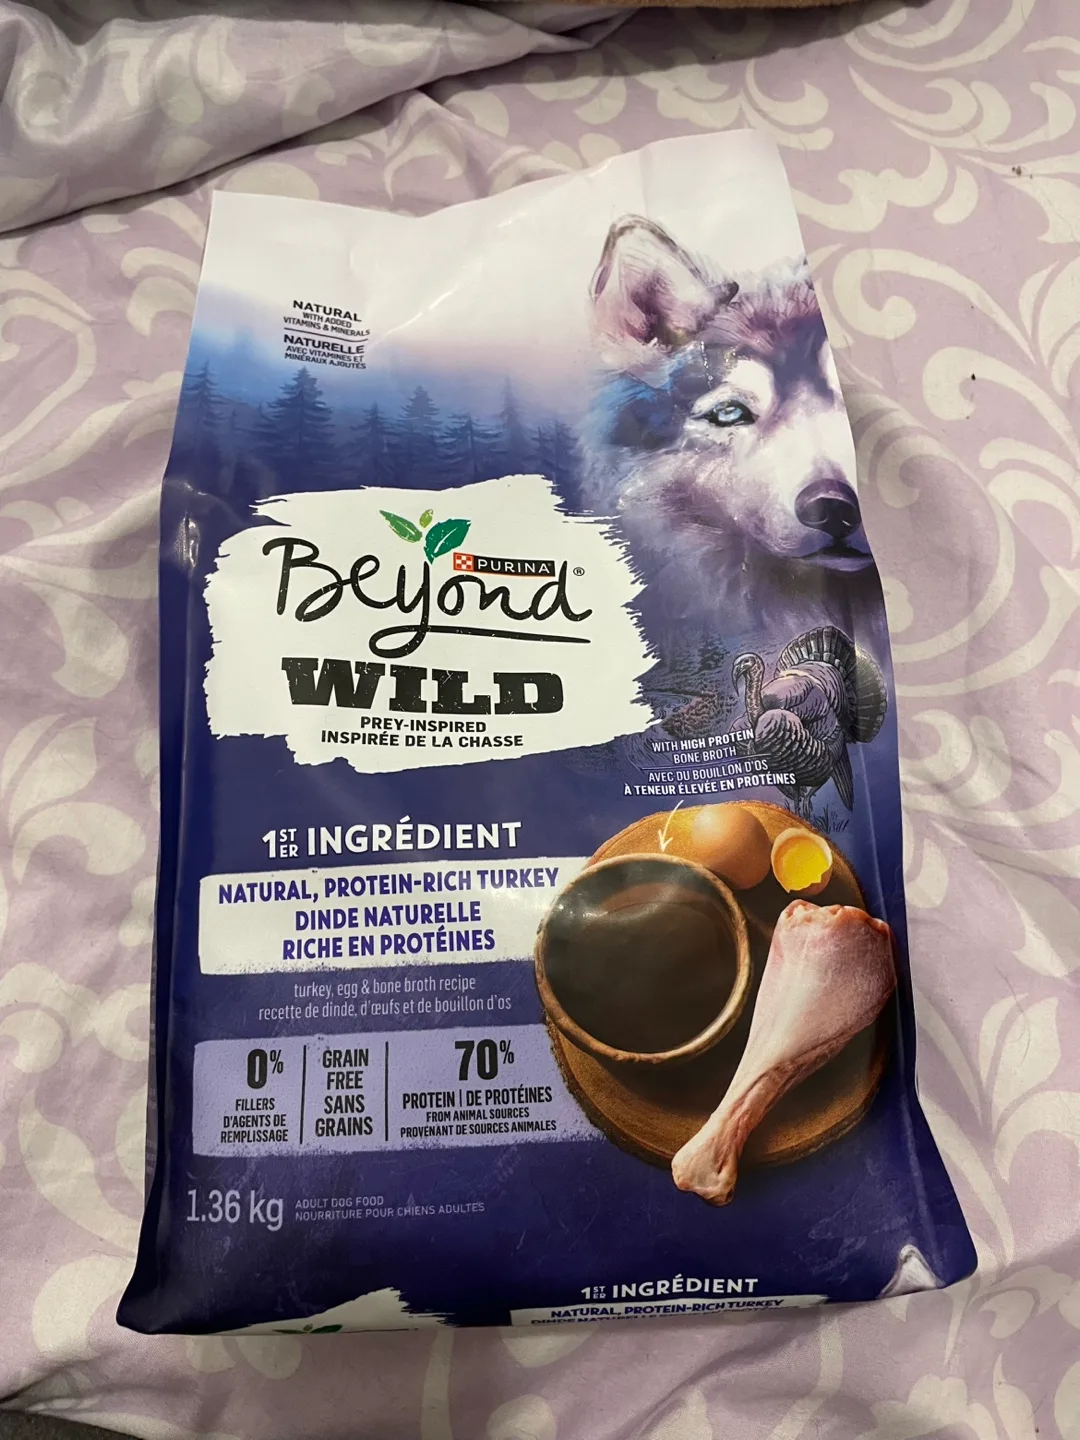 NATURAL
WITH ADDED
VITAMINS & MINERALS
NATURELLE
AVEC VITAMINES ET
MINÉRAUX AJOUTÉS
PURINA
Beyond®
WILD
PREY-INSPIRED
INSPIRÉE DE LA CHASSE
WITH HIGH PROTEIN
BONE BROTH
AVEC DU BOUILLON D'OS
À TENEUR ÉLEVÉE EN PROTÉINES
1ST ER INGRÉDIENT
NATURAL, PROTEIN-RICH TURKEY
DINDE NATURELLE
RICHE EN PROTÉINES
turkey, egg & bone broth recipe
recette de dinde, d'œufs et de bouillon d'os
0%
FILLERS
D'AGENTS DE
REMPLISSAGE
GRAIN
FREE
SANS
GRAINS
70%
PROTEIN | DE PROTÉINES
FROM ANIMAL SOURCES
PROVENANT DE SOURCES ANIMALES
1.36 kg
ADULT DOG FOOD
NOURRITURE POUR CHIENS ADULTES
1ST ER INGRÉDIENT
NATURAL, PROTEIN-RICH TURKEY